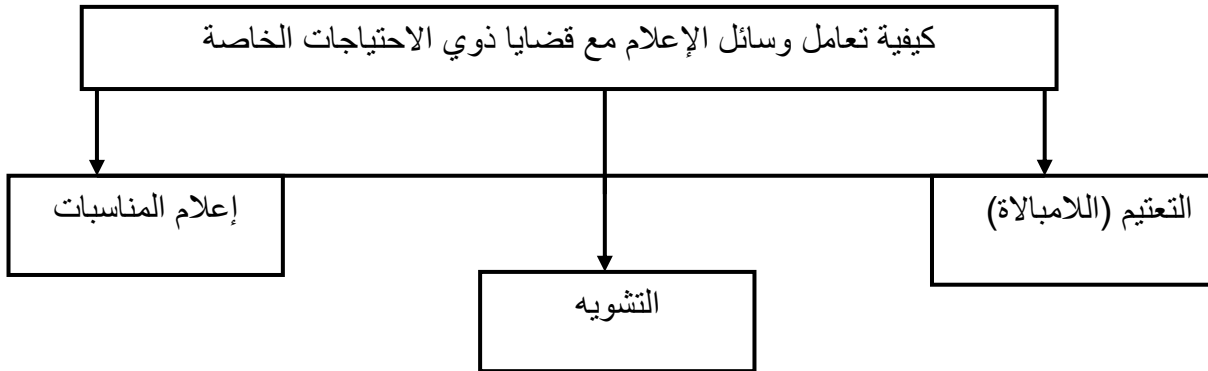 كيفية تعامل وسائل الإعلام مع قضايا ذوي الاحتياجات الخاصة
التعتيم (اللامبالاة)
إعلام المناسبات
التشويه